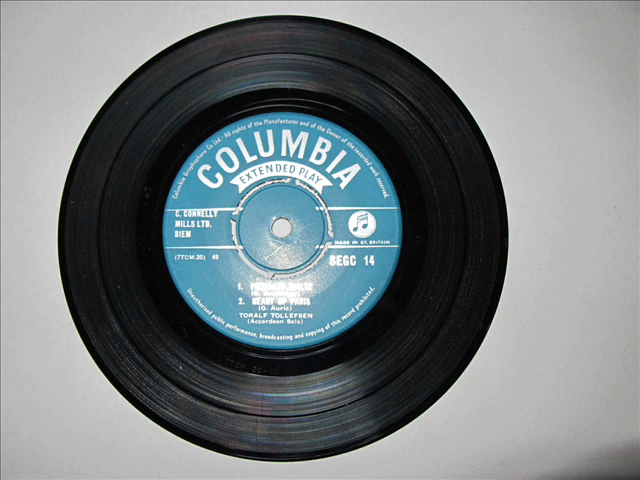 Columbia Graphophone Co. Ltd. - All rights of the Manufacturer and of the Owner of the recorded work reserved.
COLUMBIA
EXTENDED PLAY
C. CONNELLY
MILLS LTD.
BIEM
MADE IN GT. BRITAIN
(7TCM.20) 45
SEGC 14
1. WALTZ
2. HEART OF PARIS
(G. Auric)
TORALF TOLLEFSEN
(Accordeon Solo)
Unauthorised public performance, broadcasting and copying of this record prohibited.